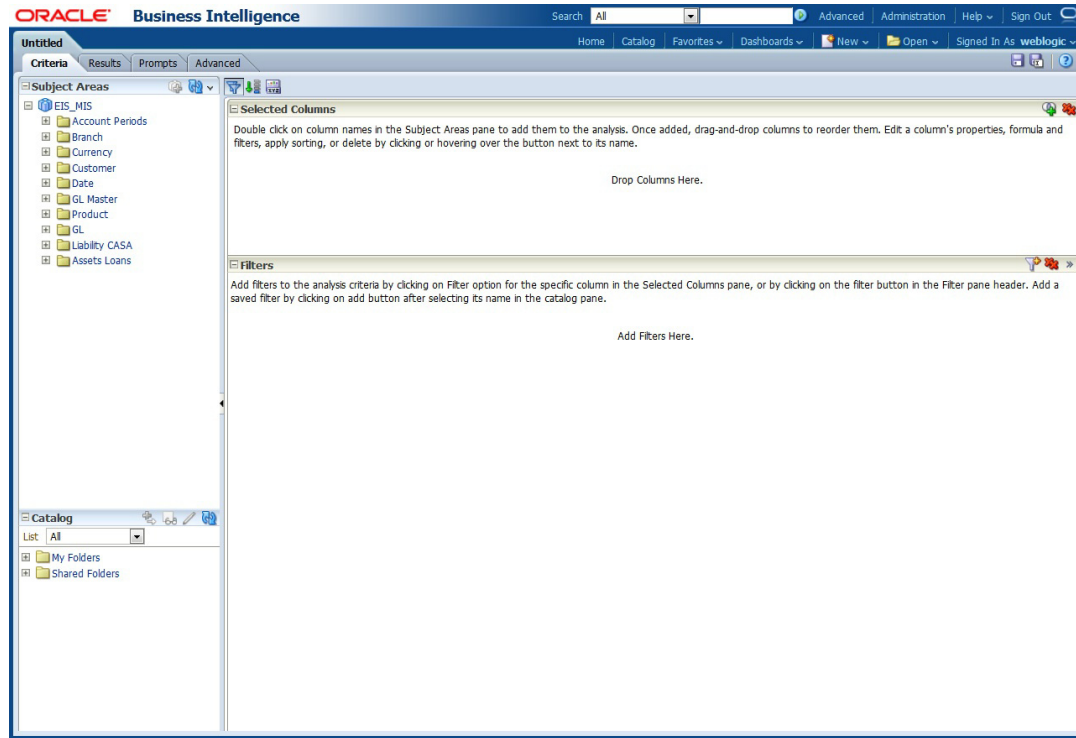 ORACLE Business Intelligence
Search All Advanced Administration Help Sign Out
Untitled
Home Catalog Favorites Dashboards New Open Signed In As weblogic
Criteria Results Prompts Advanced
Subject Areas
EIS_MIS
Account Periods
Branch
Currency
Customer
Date
GL Master
Product
GL
Liability CASA
Assets Loans
Selected Columns
Double click on column names in the Subject Areas pane to add them to the analysis. Once added, drag-and-drop columns to reorder them. Edit a column's properties, formula and
filters, apply sorting, or delete by clicking or hovering over the button next to its name.
Drop Columns Here.
Filters
Add filters to the analysis criteria by clicking on Filter option for the specific column in the Selected Columns pane, or by clicking on the filter button in the Filter pane header. Add a
saved filter by clicking on add button after selecting its name in the catalog pane.
Add Filters Here.
Catalog
List All
My Folders
Shared Folders